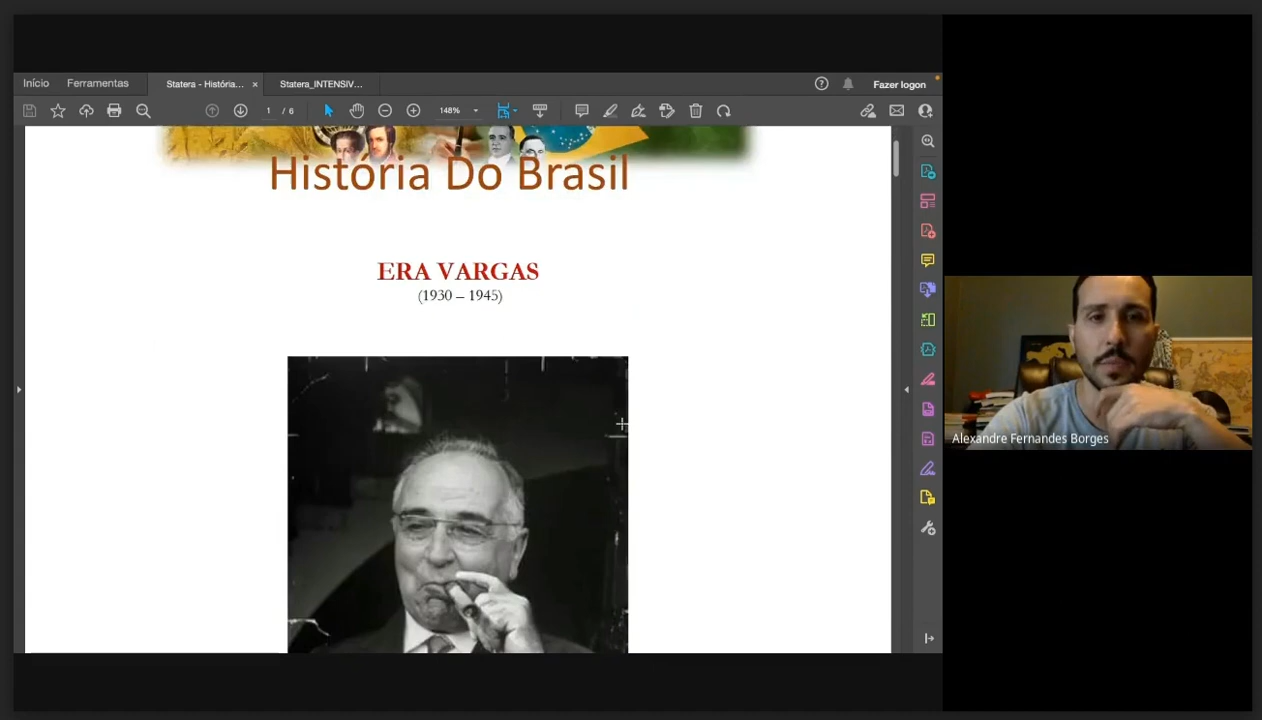 Início
Ferramentas
Statera - História...
Statera_INTENSIV...
Fazer logon
1 / 6
148%
História Do Brasil
ERA VARGAS
(1930 – 1945)
Alexandre Fernandes Borges